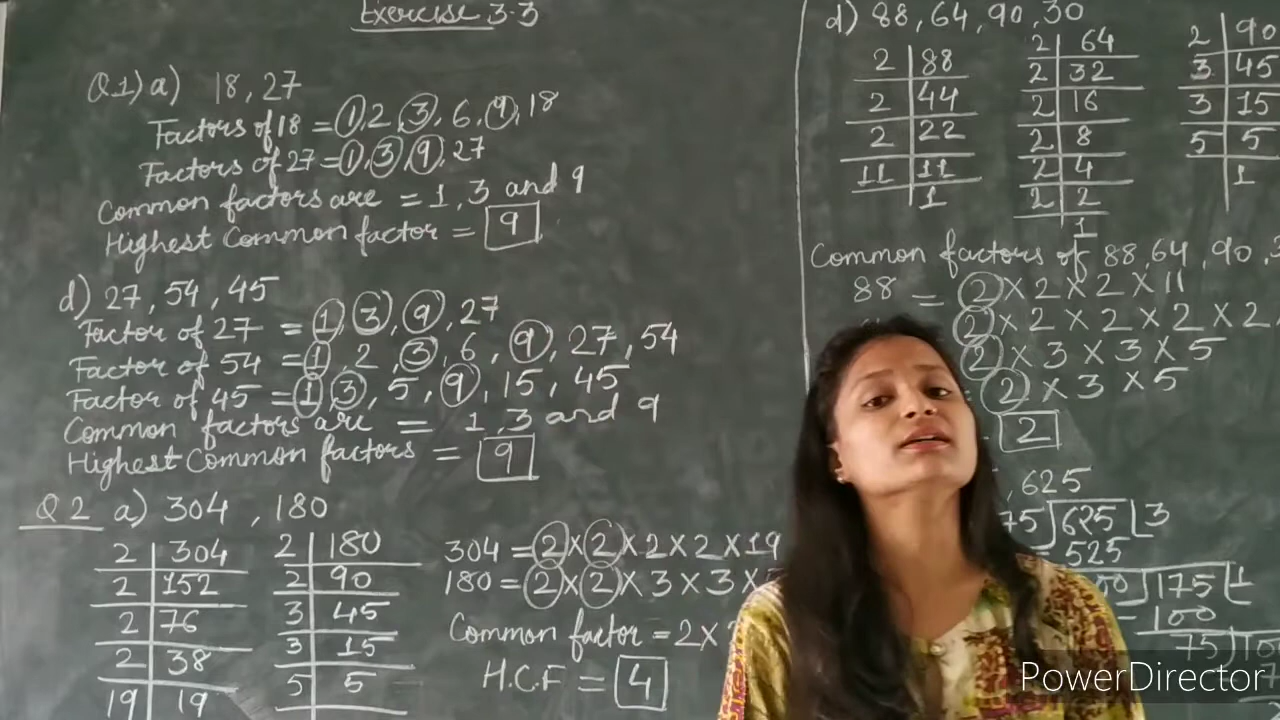 Exercise 3.3
Q1) a) 18, 27
Factors of 18 = 1, 2, 3, 6, 9, 18
Factors of 27 = 1, 3, 9, 27
Common factors are = 1, 3 and 9
Highest Common factor = 9
d) 27, 54, 45
Factor of 27 = 1, 3, 9, 27
Factor of 54 = 1, 2, 3, 6, 9, 27, 54
Factor of 45 = 1, 3, 5, 9, 15, 45
Common factors are = 1, 3 and 9
Highest Common factors = 9
Q2 a) 304, 180
2 | 304
2 | 152
2 | 76
2 | 38
19 | 19
2 | 180
2 | 90
3 | 45
3 | 15
5 | 5
304 = 2 × 2 × 2 × 2 × 19
180 = 2 × 2 × 3 × 3 ×
Common factor = 2 ×
H.C.F = 4
d) 88, 64, 90, 30
2 | 88
2 | 44
2 | 22
11 | 11
1
2 | 64
2 | 32
2 | 16
2 | 8
2 | 4
2 | 2
1
2 | 90
3 | 45
3 | 15
5 | 5
1
Common factors of 88, 64, 90,
88 = 2 × 2 × 2 × 11
2 × 2 × 2 × 2 × 2
2 × 3 × 3 × 5
2 × 3 × 5
2
, 625
75) 625 ( 3
525
00) 175 ( 1
100
75)
PowerDirector